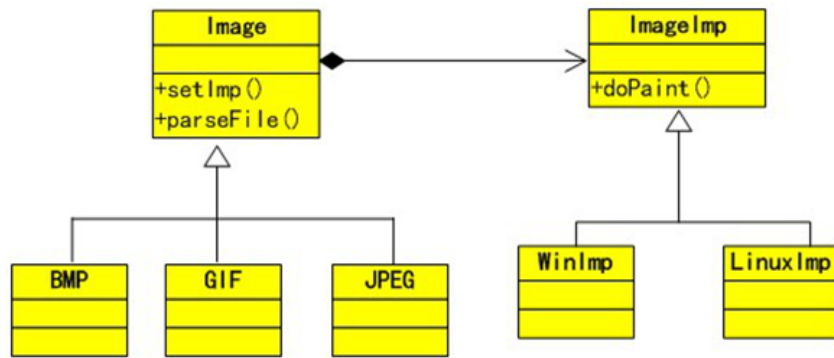 Image
+setImp()
+parseFile()
ImageImp
+doPaint()
BMP
GIF
JPEG
WinImp
LinuxImp